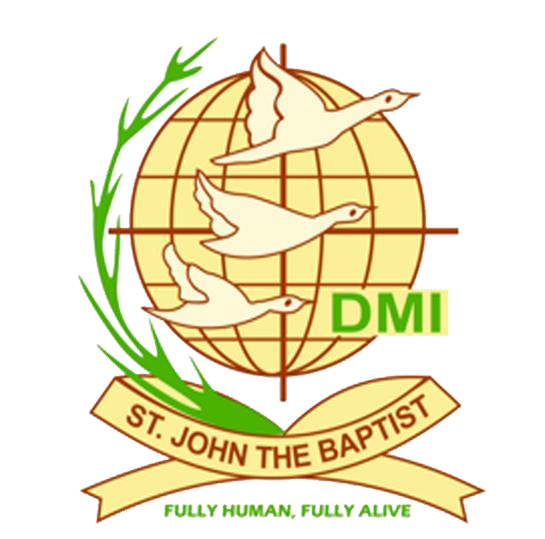 DMI
ST. JOHN THE BAPTIST
FULLY HUMAN, FULLY ALIVE